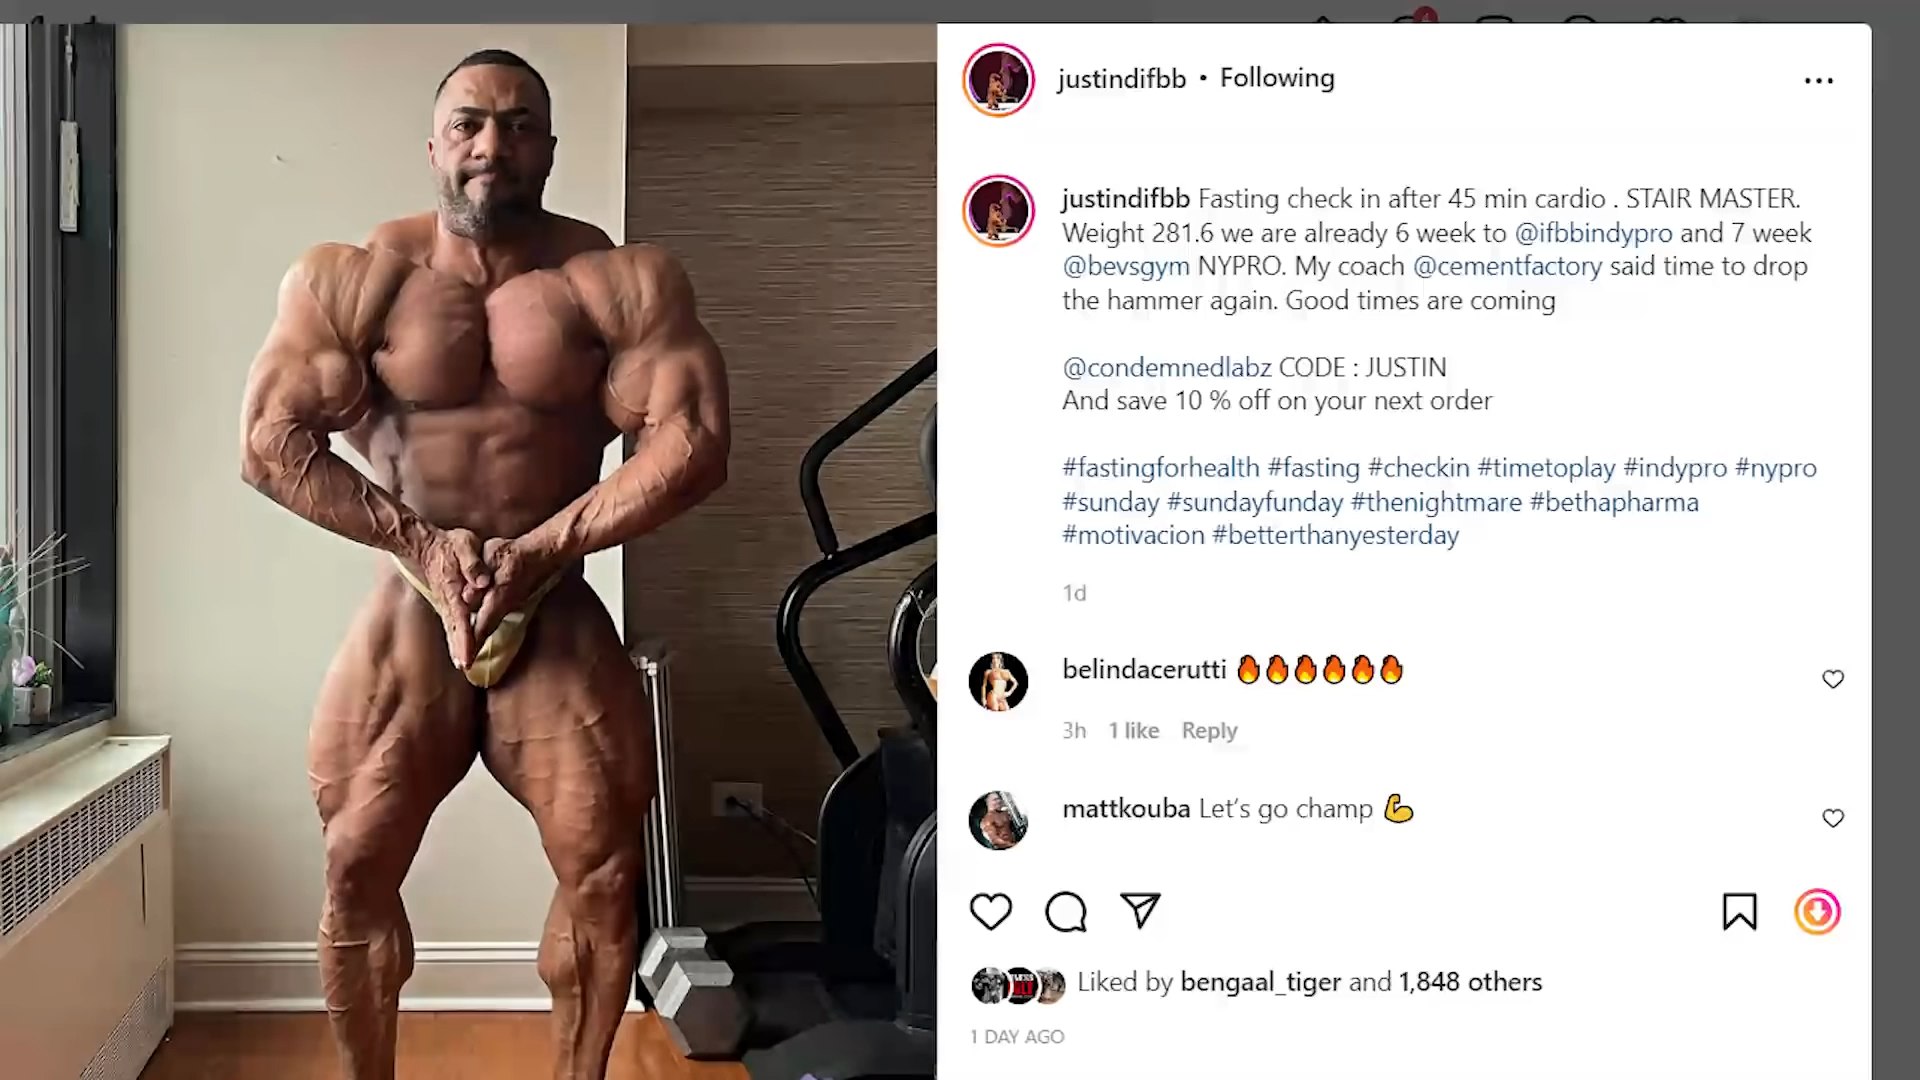 justindifbb • Following
justindifbb Fasting check in after 45 min cardio . STAIR MASTER.
Weight 281.6 we are already 6 week to @ifbbindypro and 7 week
@bevsgym NYPRO. My coach @cementfactory said time to drop
the hammer again. Good times are coming
@condemnedlabz CODE : JUSTIN
And save 10 % off on your next order
#fastingforhealth #fasting #checkin #timetoplay #indypro #nypro
#sunday #sundayfunday #thenightmare #bethapharma
#motivacion #betterthanyesterday
1d
belindacerutti 🔥🔥🔥🔥🔥🔥
3h 1 like Reply
mattkouba Let’s go champ 💪
Liked by bengaal_tiger and 1,848 others
1 DAY AGO